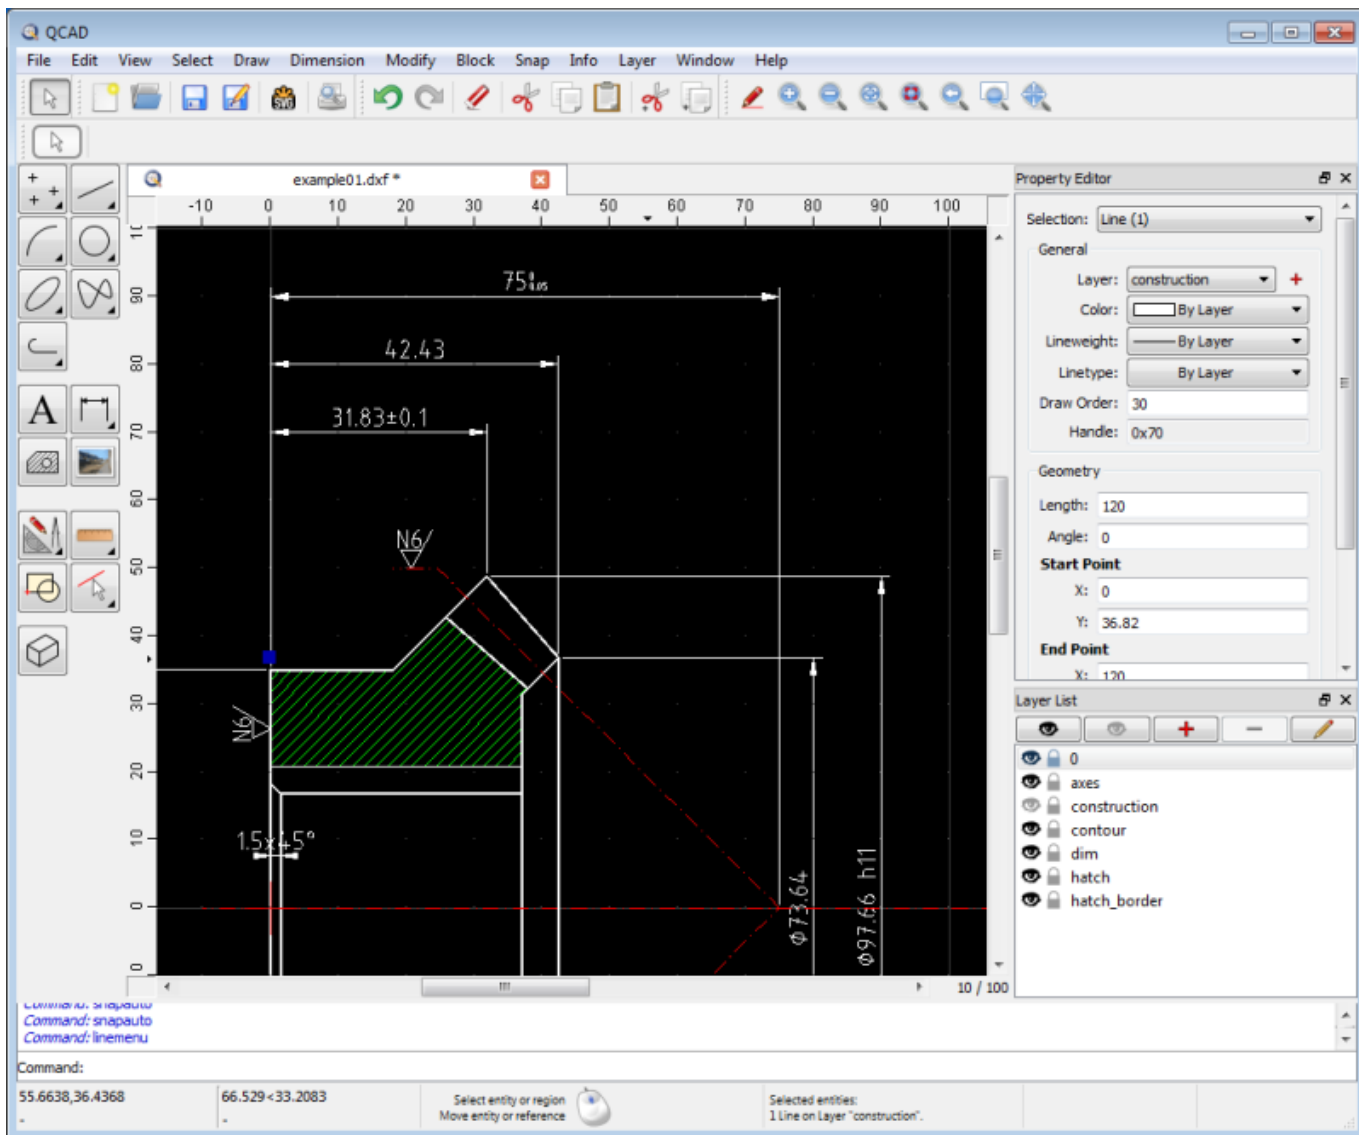 QCAD
File Edit View Select Draw Dimension Modify Block Snap Info Layer Window Help
SVG
example01.dxf *
-10 0 10 20 30 40 50 60 70 80 90 100
10
90
80
70
60
50
40
30
20
10
0
0
75
42.43
31.83±0.1
N6
N6
1.5x45°
Φ73.64
Φ97.66 h11
10 / 100
Property Editor
Selection: Line (1)
General
Layer: construction
Color: By Layer
Lineweight: By Layer
Linetype: By Layer
Draw Order: 30
Handle: 0x70
Geometry
Length: 120
Angle: 0
Start Point
X: 0
Y: 36.82
End Point
X: 120
Layer List
0
axes
construction
contour
dim
hatch
hatch_border
Command: snapauto
Command: snapauto
Command: linemenu
Command:
55.6638,36.4368
-
66.529<33.2083
-
Select entity or region
Move entity or reference
Selected entities:
1 Line on Layer "construction".